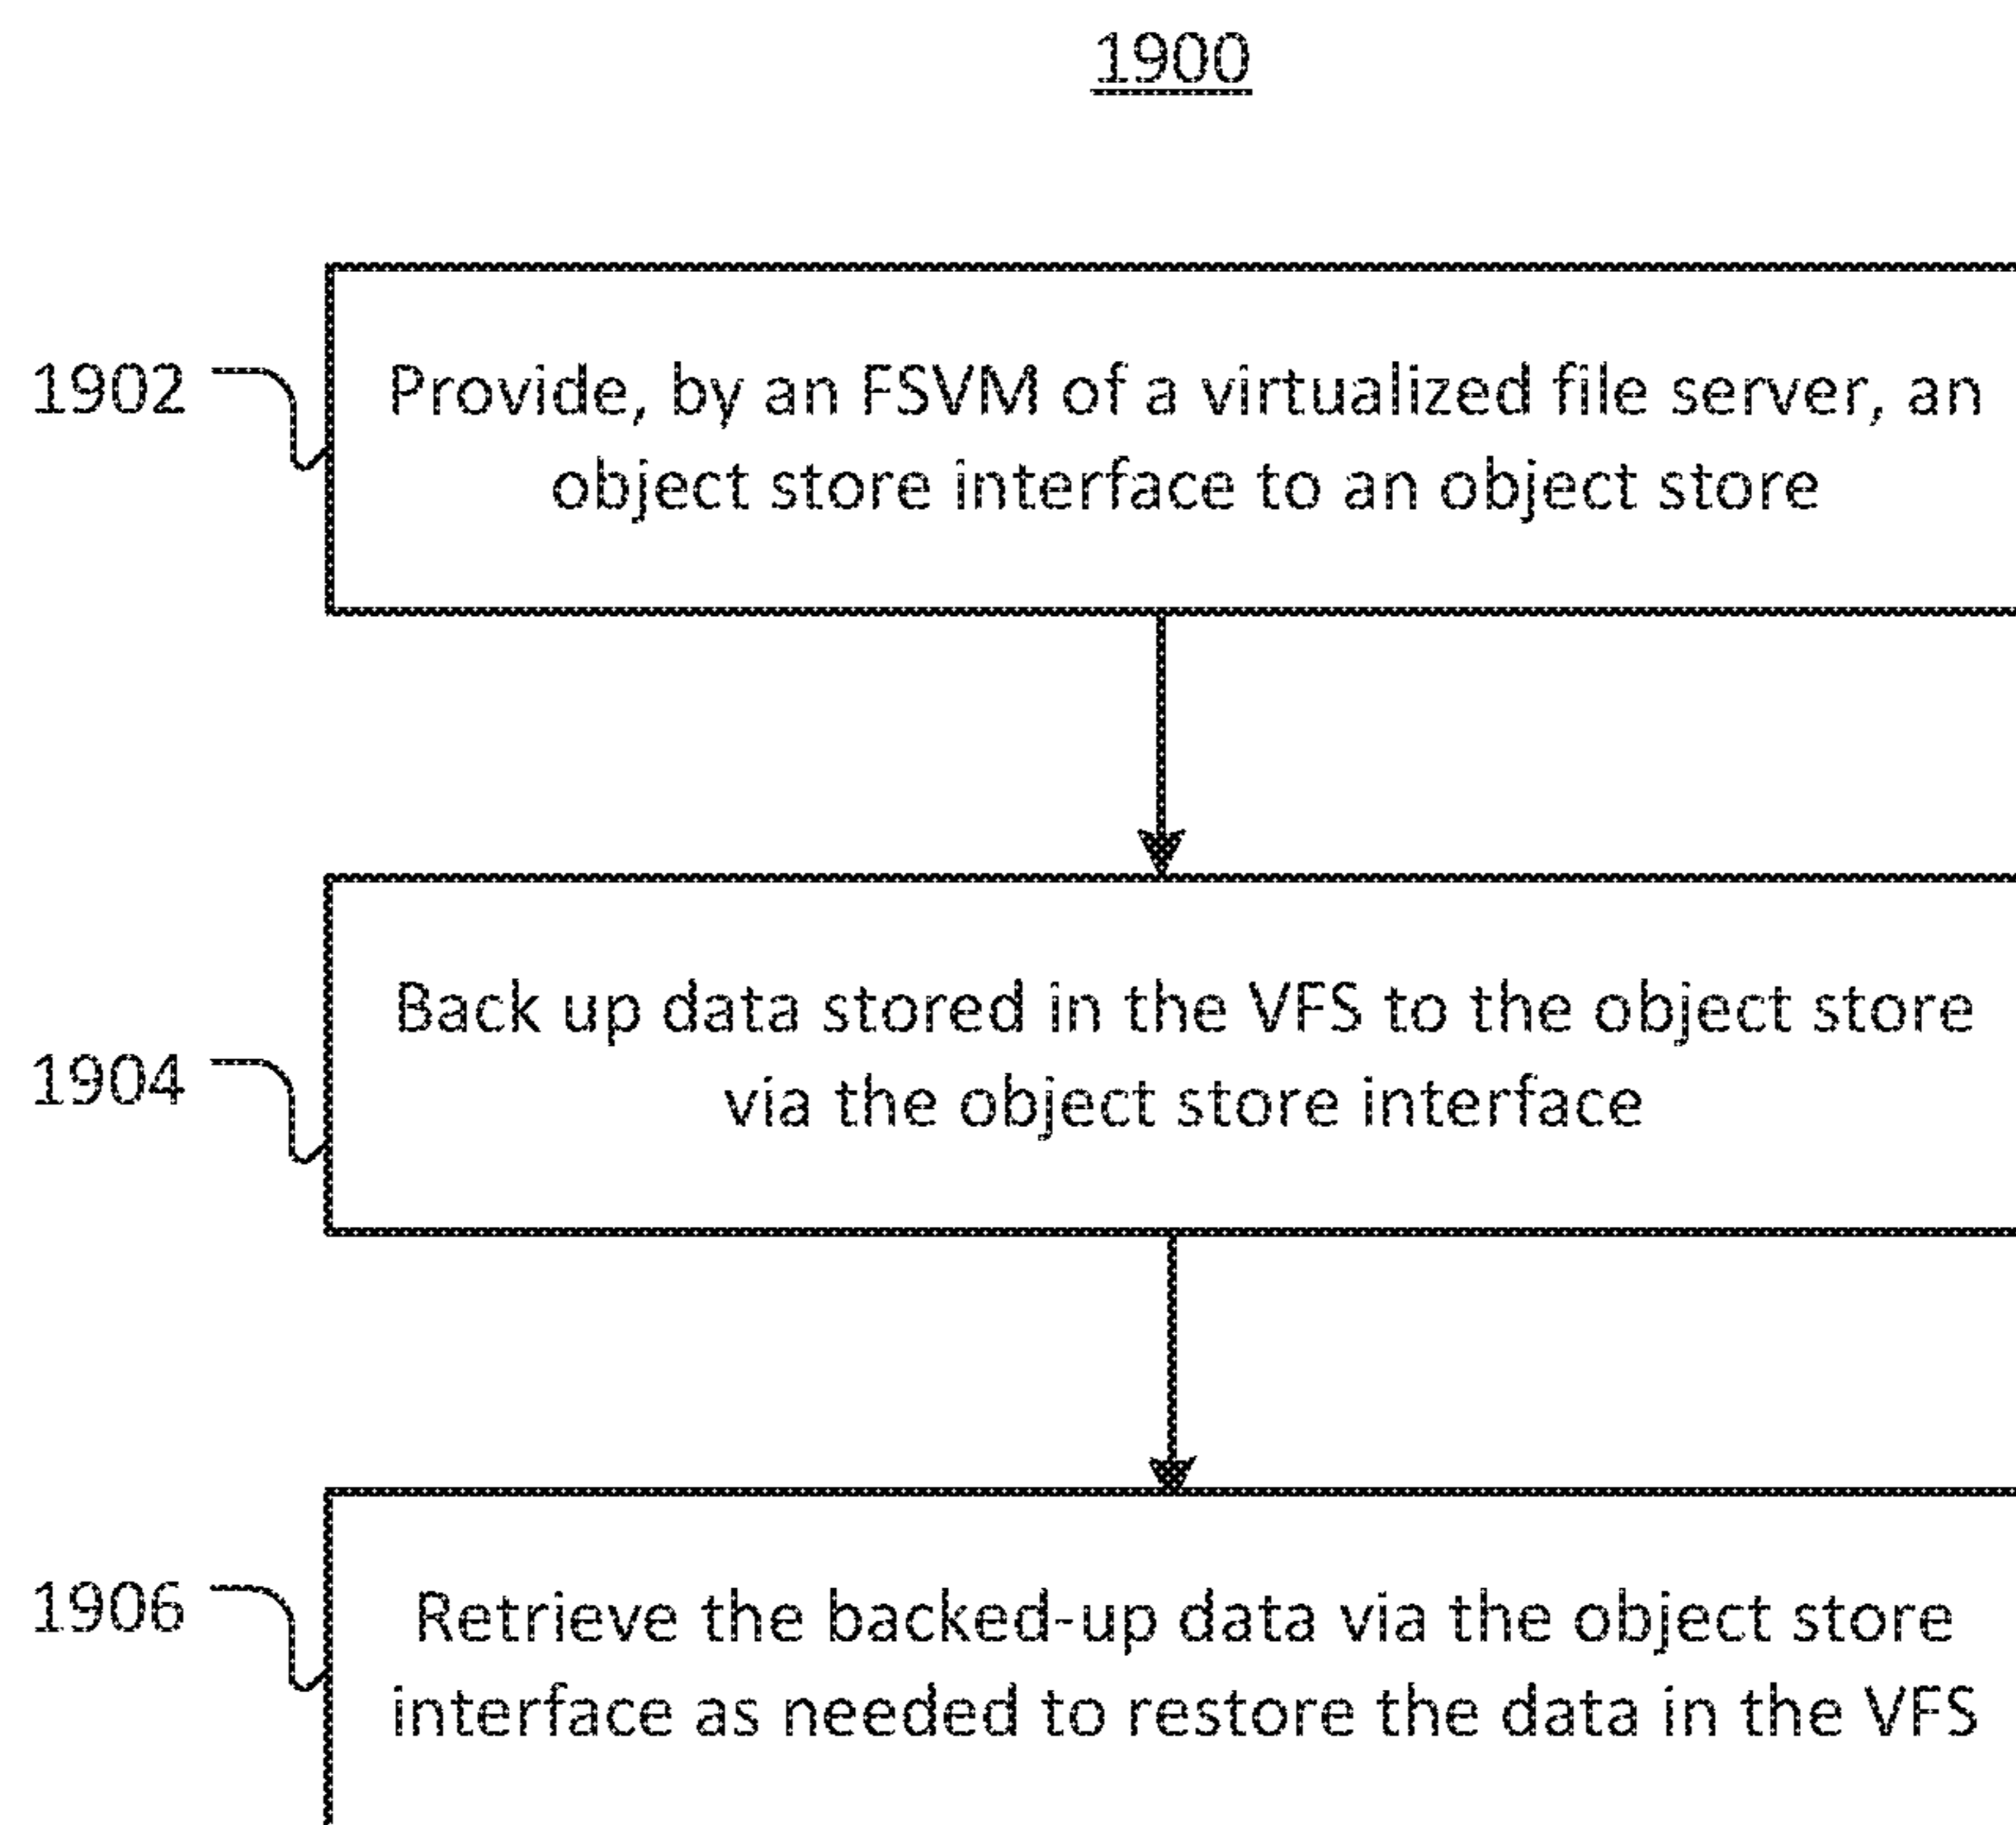 1900
1902
Provide, by an FSVM of a virtualized file server, an
object store interface to an object store
1904
Back up data stored in the VFS to the object store
via the object store interface
1906
Retrieve the backed-up data via the object store
interface as needed to restore the data in the VFS